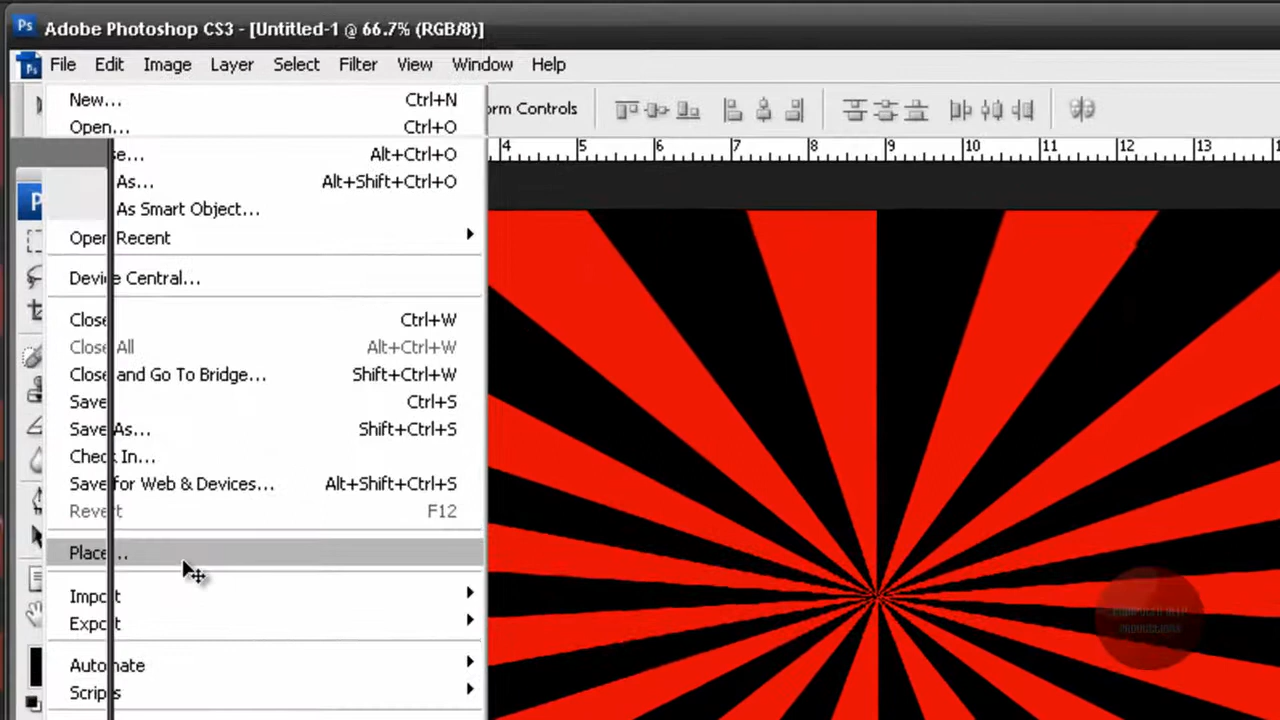 Ps Adobe Photoshop CS3 - [Untitled-1 @ 66.7% (RGB/8)]
Ps File Edit Image Layer Select Filter View Window Help
New... Ctrl+N
orm Controls
Open... Ctrl+O
se... Alt+Ctrl+O
4 5 6 7 8 9 10 11 12 13
As... Alt+Shift+Ctrl+O
As Smart Object...
Open Recent
Device Central...
Close Ctrl+W
Close All Alt+Ctrl+W
Close and Go To Bridge... Shift+Ctrl+W
Save Ctrl+S
Save As... Shift+Ctrl+S
Check In...
Save for Web & Devices... Alt+Shift+Ctrl+S
Revert F12
Place...
Import
Export
Automate
Scripts